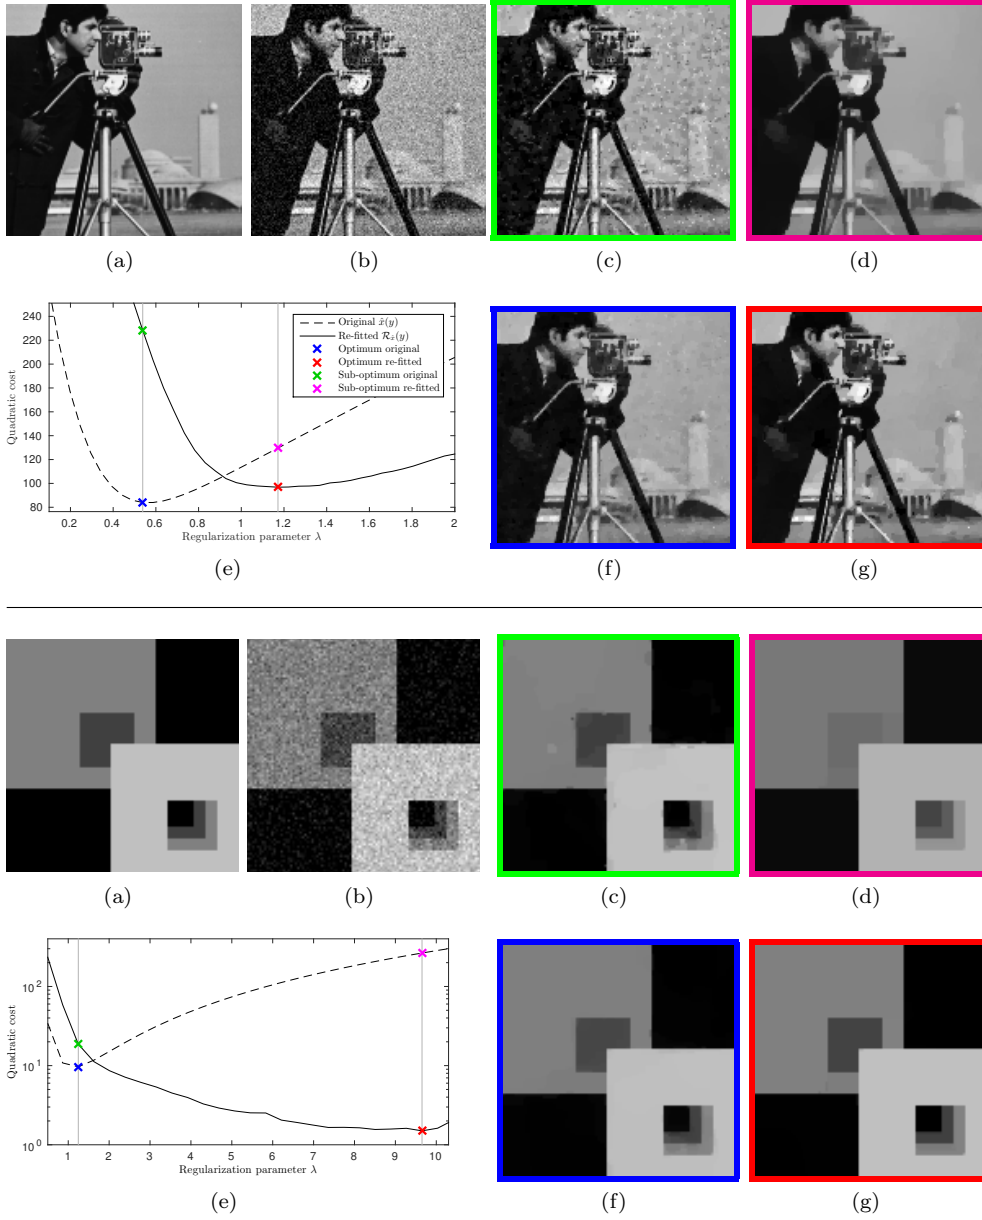 (a)
(b)
(c)
(d)
240
220
200
180
160
140
120
100
80
Quadratic cost
0.2
0.4
0.6
0.8
1
1.2
1.4
1.6
1.8
2
Regularization parameter λ
Original x̂(y)
Re-fitted ℛx̂(y)
Optimum original
Optimum re-fitted
Sub-optimum original
Sub-optimum re-fitted
(e)
(f)
(g)
(a)
(b)
(c)
(d)
10²
10¹
10⁰
Quadratic cost
1
2
3
4
5
6
7
8
9
10
Regularization parameter λ
(e)
(f)
(g)